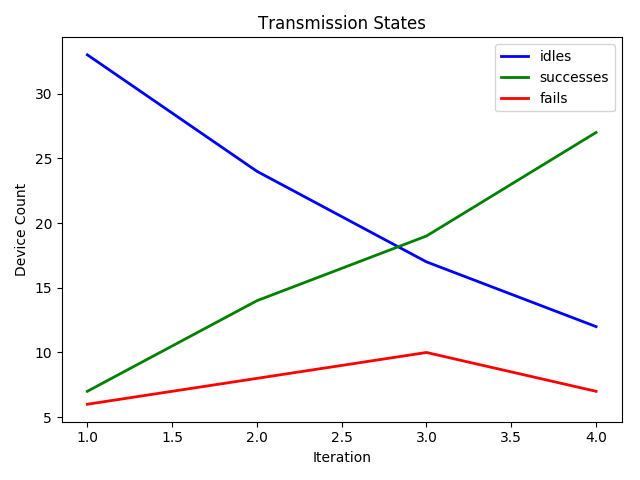 Transmission States
idles
successes
fails
Device Count
30
25
20
15
10
5
1.0 1.5 2.0 2.5 3.0 3.5 4.0
Iteration